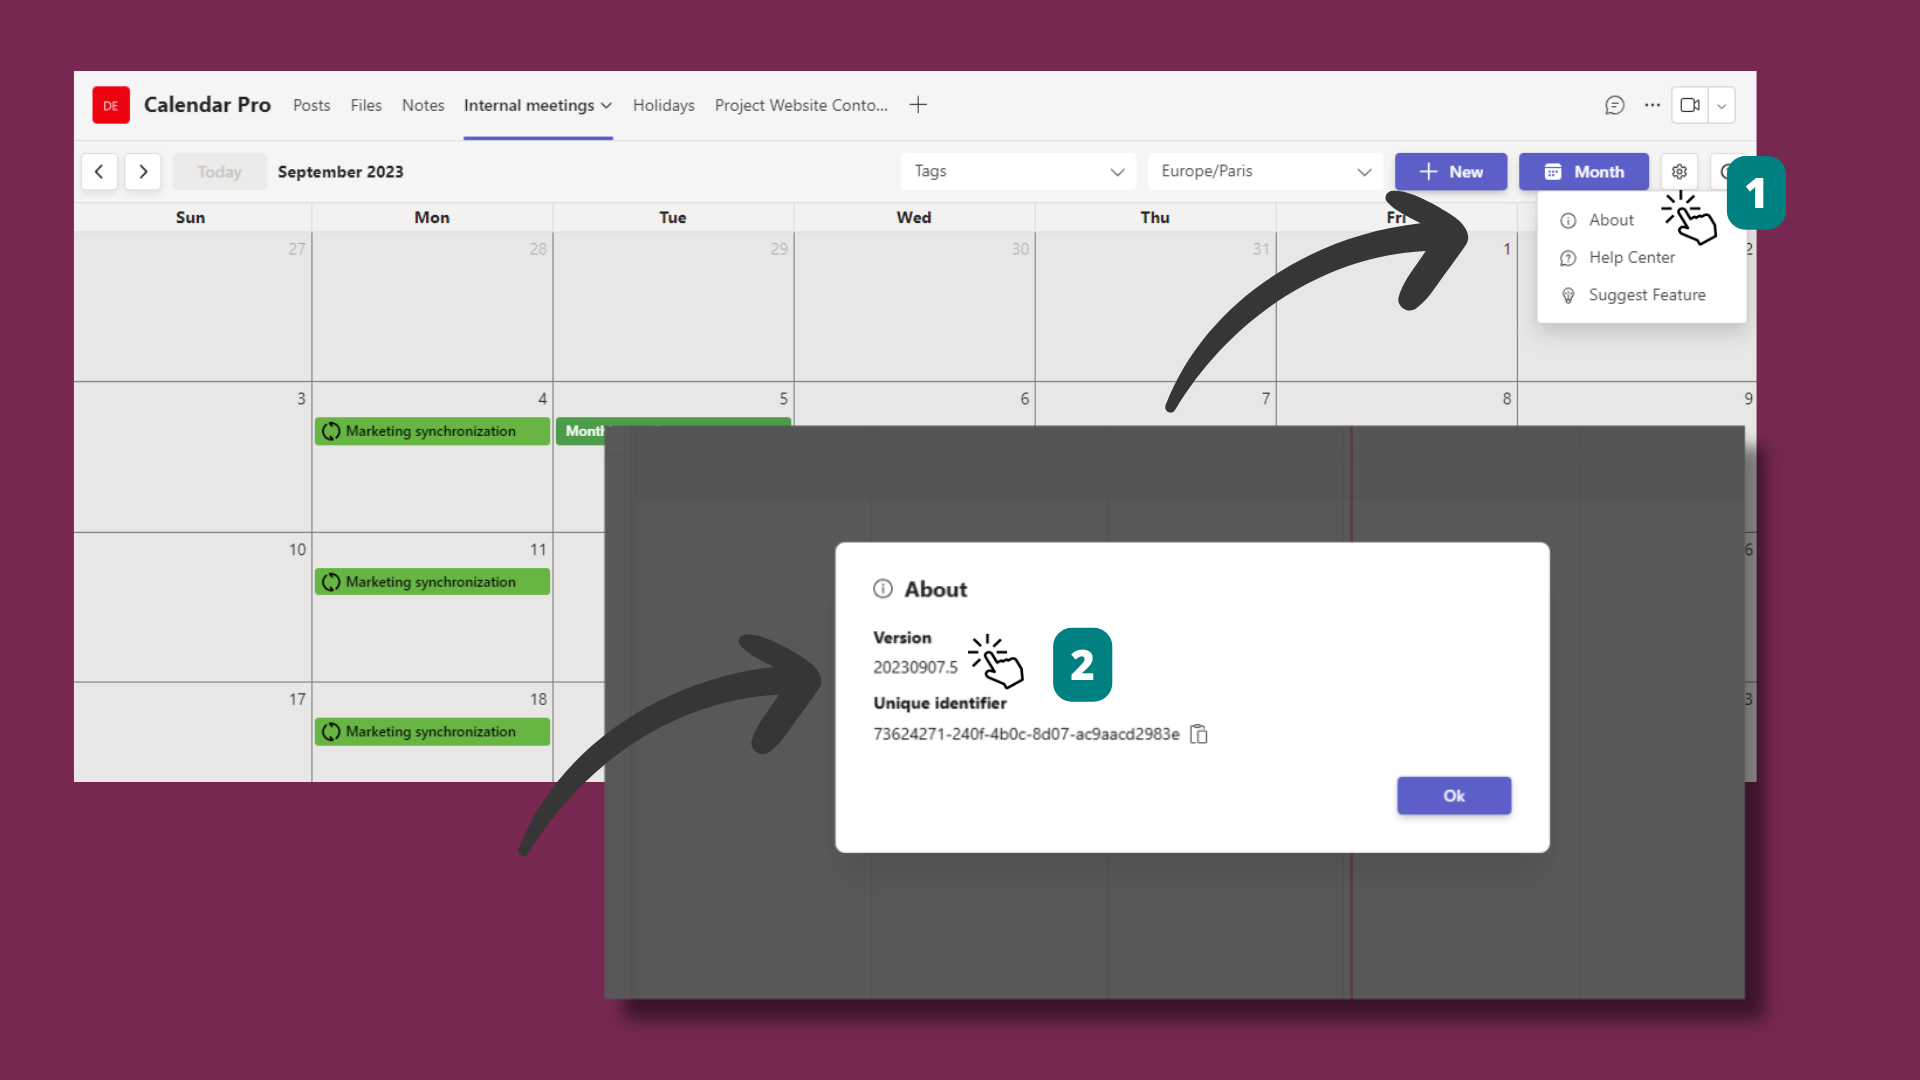 DE Calendar Pro Posts Files Notes Internal meetings Holidays Project Website Conto...
Today September 2023 Tags Europe/Paris New Month
1
Sun Mon Tue Wed Thu Fri
About
Help Center
Suggest Feature
27 28 29 30 31 1 2
3 4 5 6 7 8 9
Marketing synchronization
10 11
Marketing synchronization
17 18
Marketing synchronization
About
Version
20230907.5
2
Unique identifier
73624271-240f-4b0c-8d07-ac9aacd2983e
Ok